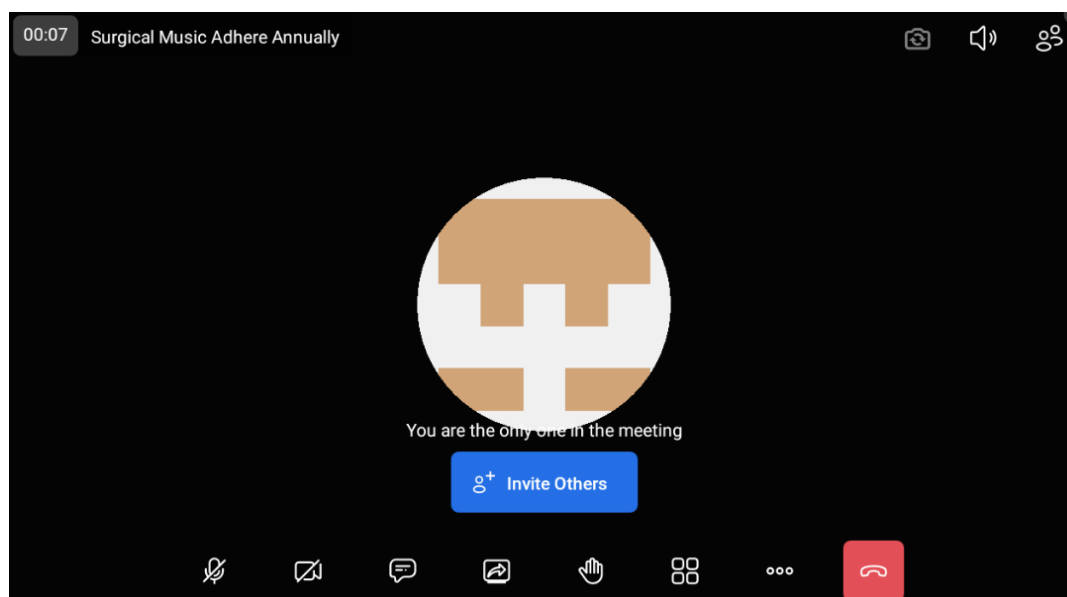 00:07 Surgical Music Adhere Annually
You are the only one in the meeting
Invite Others